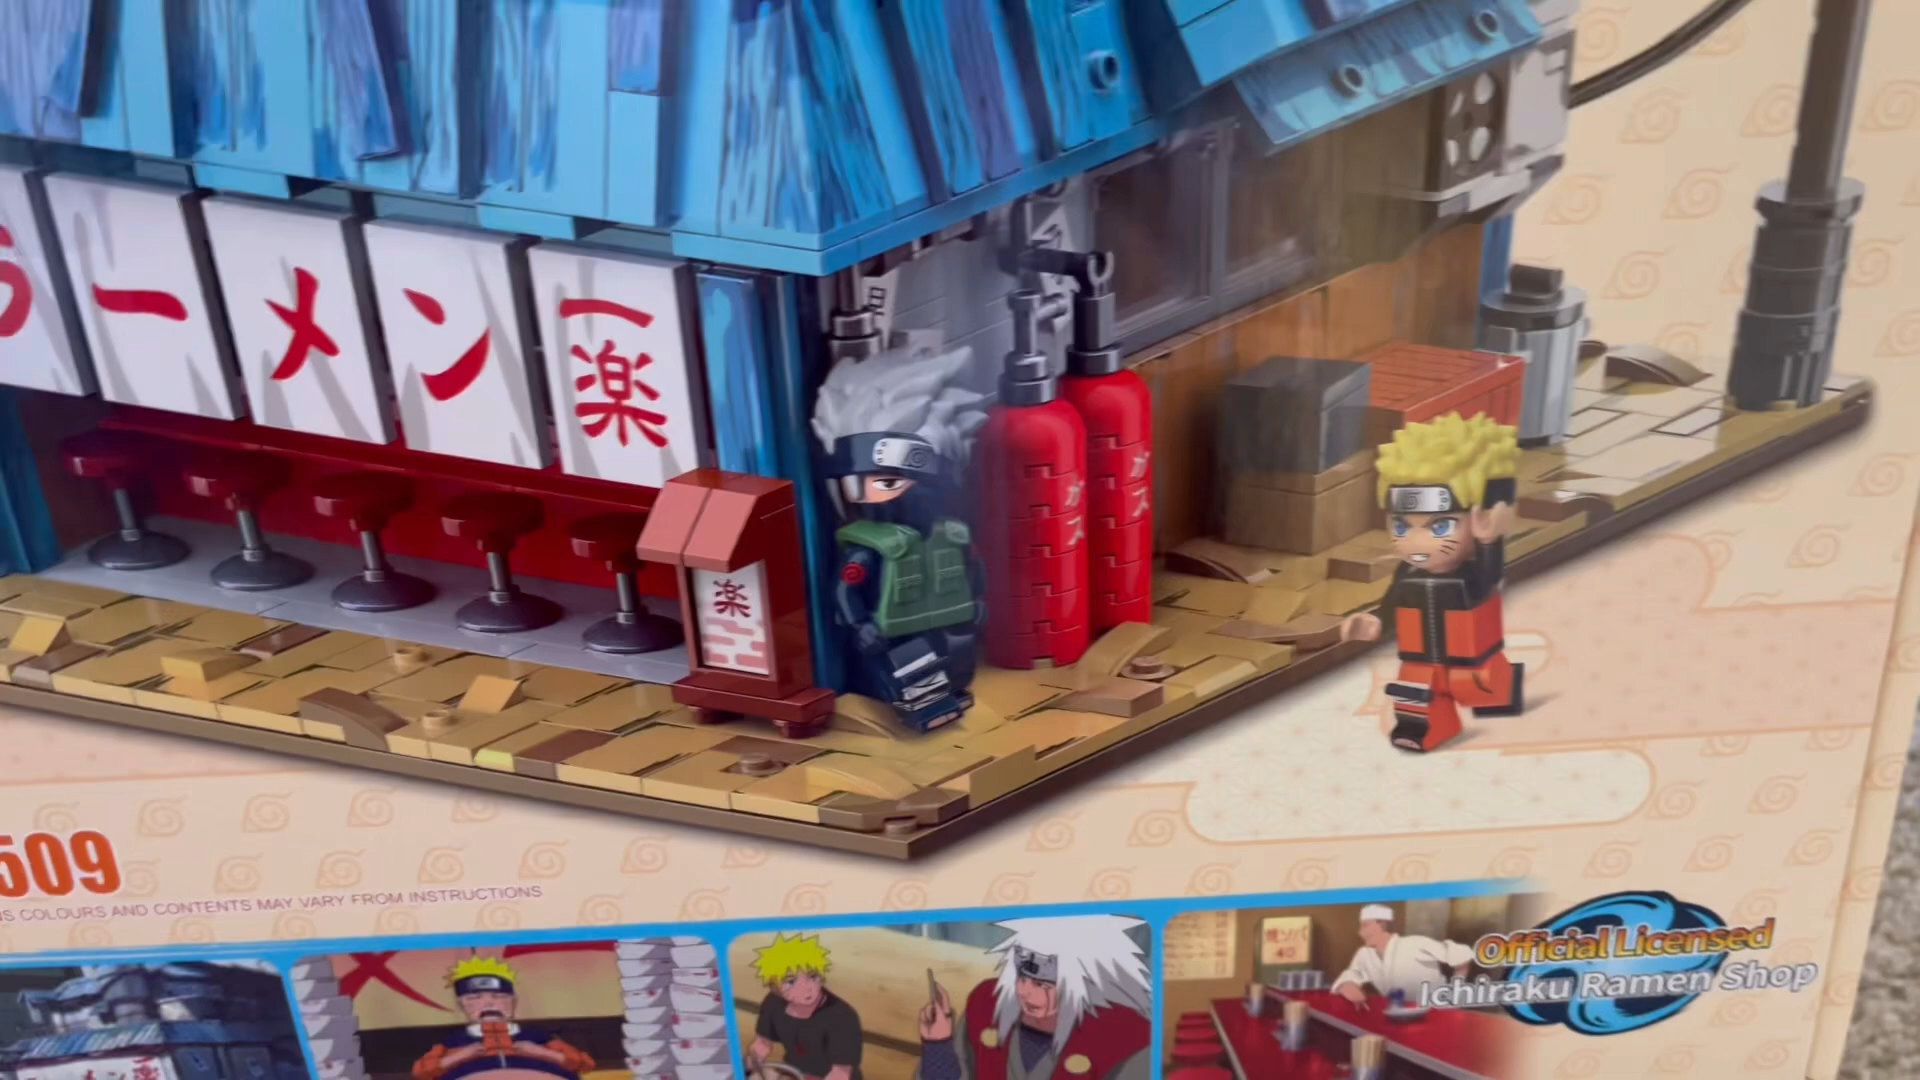 ラーメン
一楽
楽
ガス
ガス
509
COLOURS AND CONTENTS MAY VARY FROM INSTRUCTIONS
Official Licensed
Ichiraku Ramen Shop